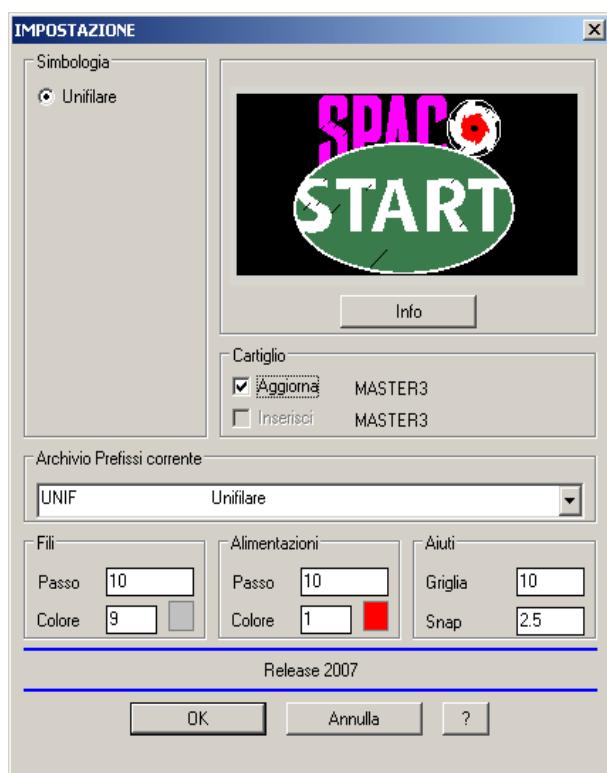 IMPOSTAZIONE
Simbologia
Unifilare
SPAC
START
Info
Cartiglio
Aggiorna MASTER3
Inserisci MASTER3
Archivio Prefissi corrente
UNIF Unifilare
Fili
Passo 10
Colore 9
Alimentazioni
Passo 10
Colore 1
Aiuti
Griglia 10
Snap 2.5
Release 2007
OK Annulla ?